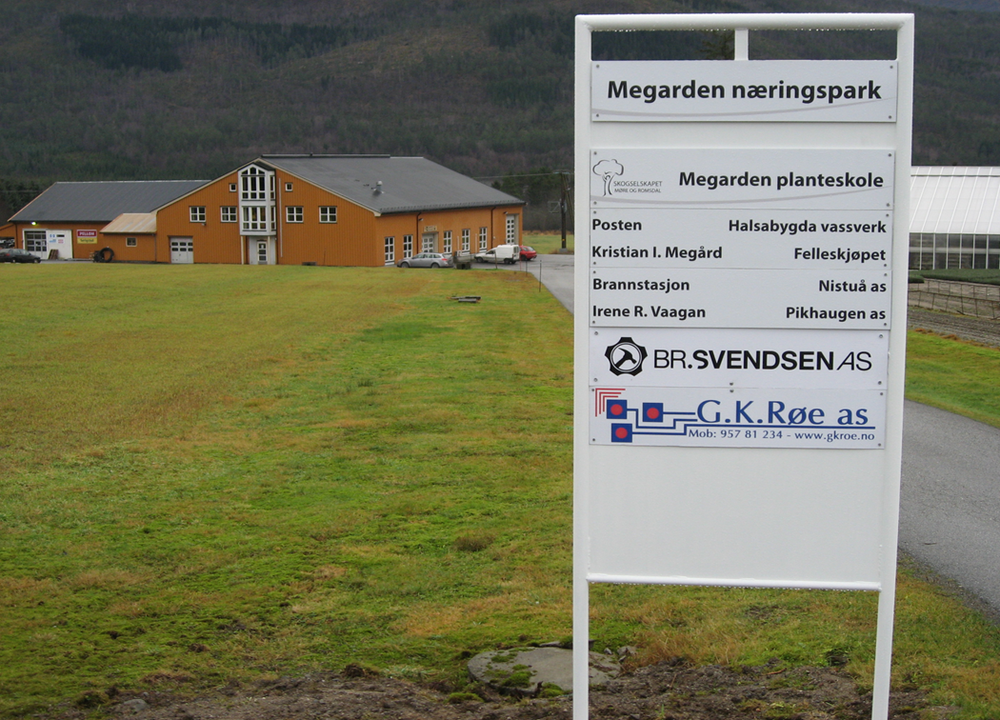 Megarden næringspark
SKOGSELSKAPET
MØRE OG ROMSDAL
Megarden planteskole
Posten Halsabygda vassverk
Kristian I. Megård Felleskjøpet
Brannstasjon Nistuå as
Irene R. Vaagan Pikhaugen as
BR.SVENDSEN AS
G.K.Røe as
Mob: 957 81 234 - www.gkroe.no